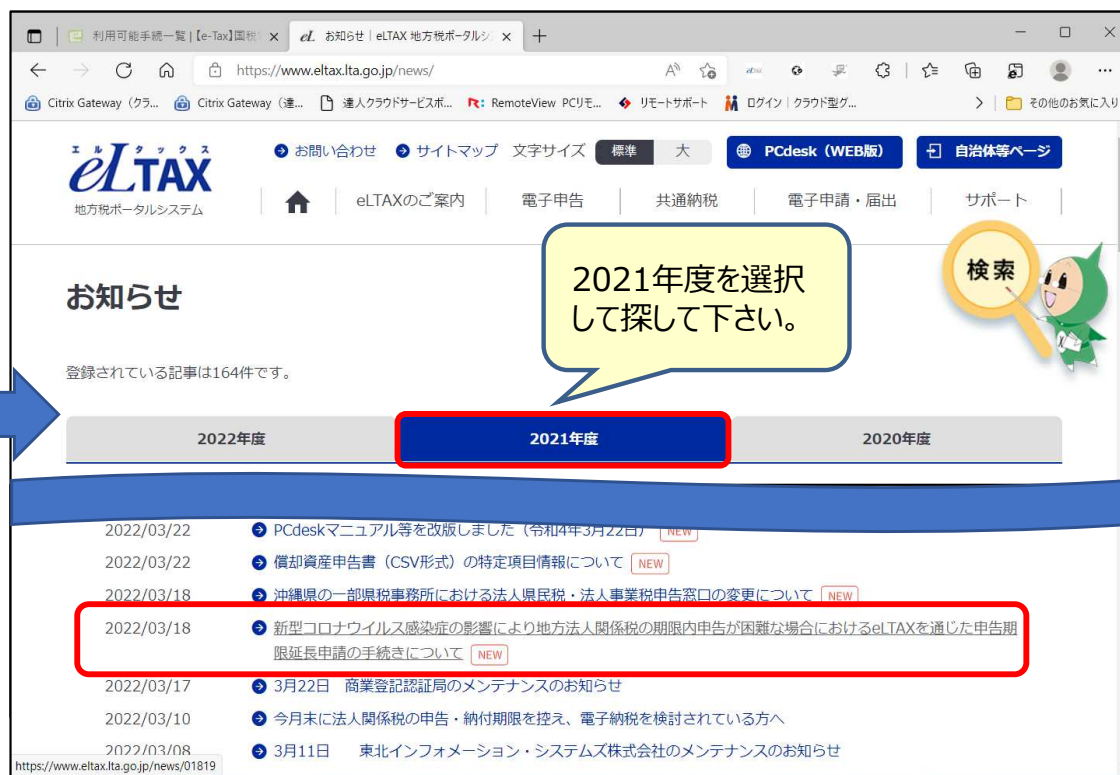 利用可能手続一覧 |【e-Tax】国税
eL お知らせ | eLTAX 地方税ポータルシ
https://www.eltax.lta.go.jp/news/
Citrix Gateway（クラ... Citrix Gateway（達... 達人クラウドサービスポ... RemoteView PCリモ... リモートサポート ログイン | クラウド型グ... その他のお気に入り
エルタックス
eLTAX
地方税ポータルシステム
お問い合わせ サイトマップ 文字サイズ 標準 大 PCdesk（WEB版） 自治体等ページ
eLTAXのご案内 電子申告 共通納税 電子申請・届出 サポート
2021年度を選択
して探して下さい。
検索
お知らせ
登録されている記事は164件です。
2022年度 2021年度 2020年度
2022/03/22 PCdeskマニュアル等を改版しました（令和4年3月22日） NEW
2022/03/22 償却資産申告書（CSV形式）の特定項目情報について NEW
2022/03/18 沖縄県の一部県税事務所における法人県民税・法人事業税申告窓口の変更について NEW
2022/03/18 新型コロナウイルス感染症の影響により地方法人関係税の期限内申告が困難な場合におけるeLTAXを通じた申告期
限延長申請の手続きについて NEW
2022/03/17 3月22日 商業登記認証局のメンテナンスのお知らせ
2022/03/10 今月末に法人関係税の申告・納付期限を控え、電子納税を検討されている方へ
2022/03/08 3月11日 東北インフォメーション・システムズ株式会社のメンテナンスのお知らせ
https://www.eltax.lta.go.jp/news/01819